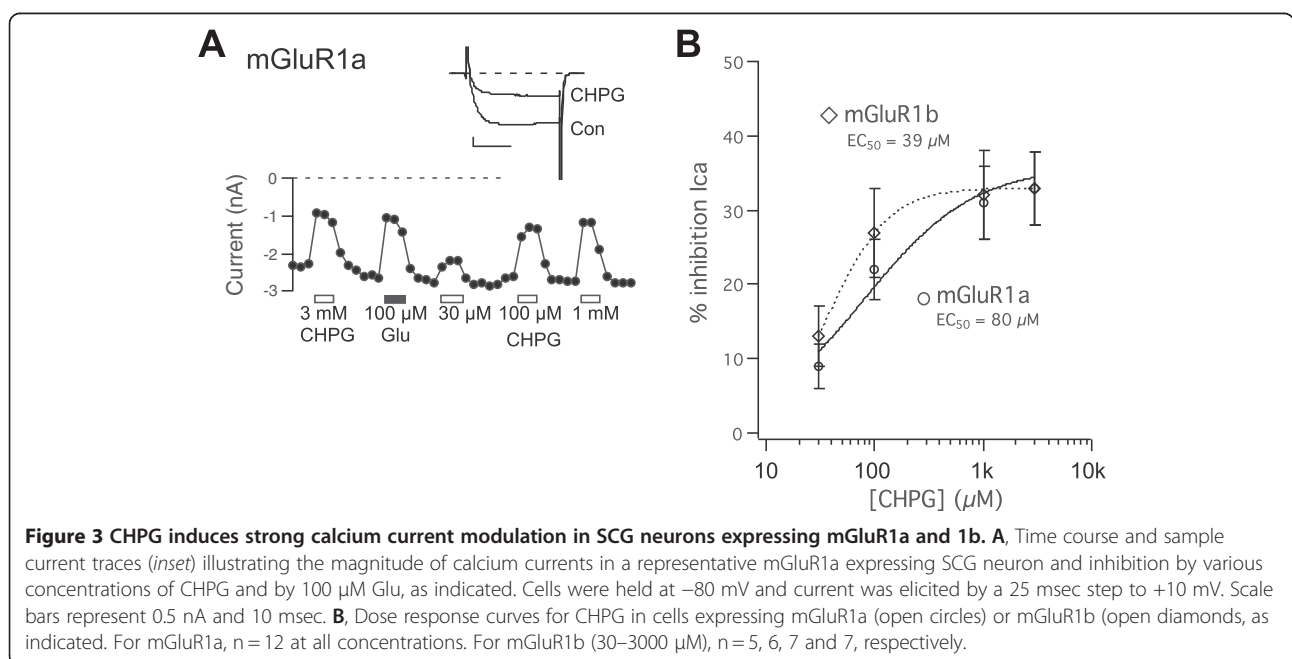 A
mGluR1a
CHPG
Con
Current (nA)
0
-1
-2
-3
3 mM
CHPG
100 µM
Glu
30 µM
100 µM
CHPG
1 mM
B
% inhibition Ica
50
40
30
20
10
0
mGluR1b
EC50 = 39 µM
mGluR1a
EC50 = 80 µM
10
100
1k
10k
[CHPG] (µM)
Figure 3 CHPG induces strong calcium current modulation in SCG neurons expressing mGluR1a and 1b. A, Time course and sample
current traces (inset) illustrating the magnitude of calcium currents in a representative mGluR1a expressing SCG neuron and inhibition by various
concentrations of CHPG and by 100 µM Glu, as indicated. Cells were held at −80 mV and current was elicited by a 25 msec step to +10 mV. Scale
bars represent 0.5 nA and 10 msec. B, Dose response curves for CHPG in cells expressing mGluR1a (open circles) or mGluR1b (open diamonds, as
indicated. For mGluR1a, n = 12 at all concentrations. For mGluR1b (30–3000 µM), n = 5, 6, 7 and 7, respectively.